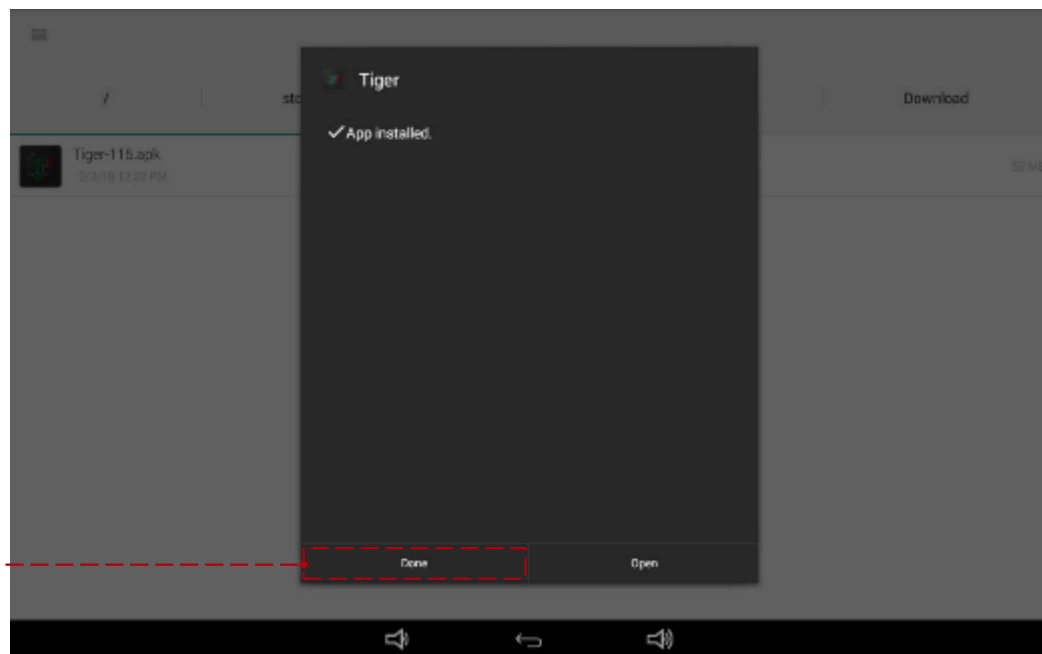 Tiger
/
Download
App installed.
Tiger-115.apk
Done
Open